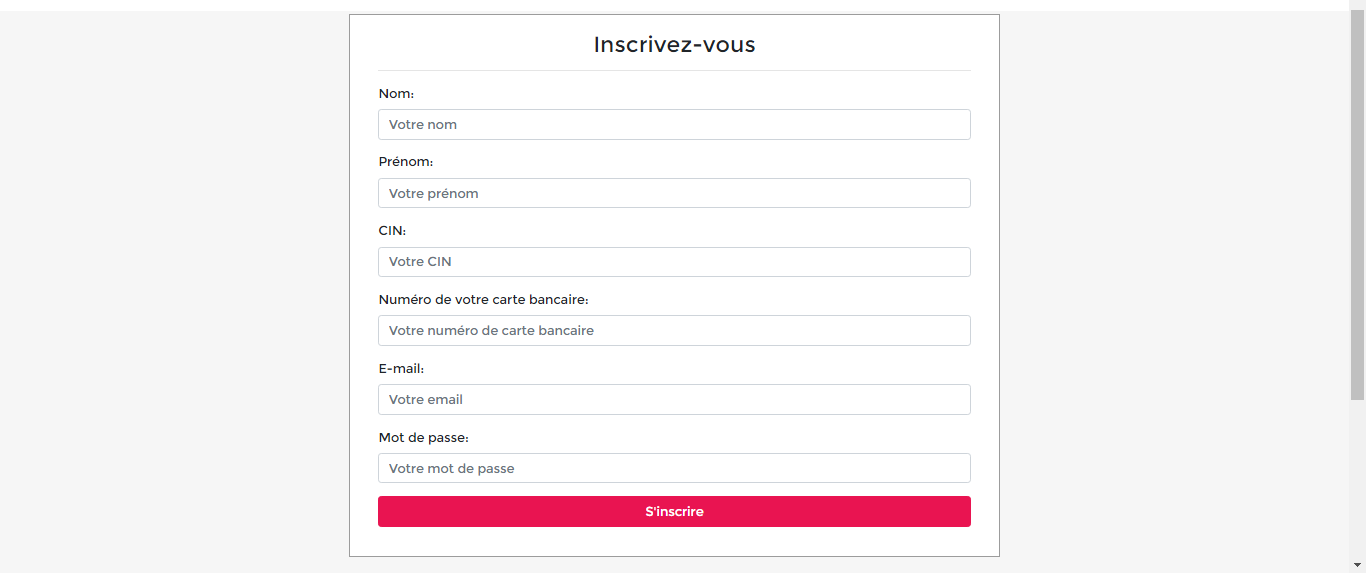 Inscrivez-vous
Nom:
Votre nom
Prénom:
Votre prénom
CIN:
Votre CIN
Numéro de votre carte bancaire:
Votre numéro de carte bancaire
E-mail:
Votre email
Mot de passe:
Votre mot de passe
S'inscrire